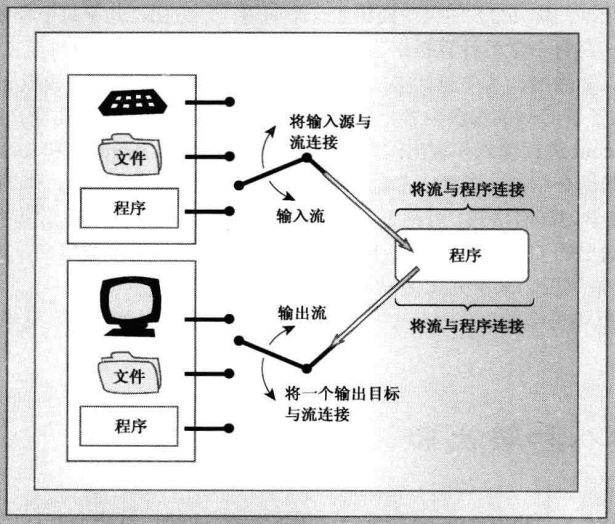 文件
程序
将输入源与
流连接
输入流
将流与程序连接
程序
将流与程序连接
输出流
将一个输出目标
与流连接
文件
程序